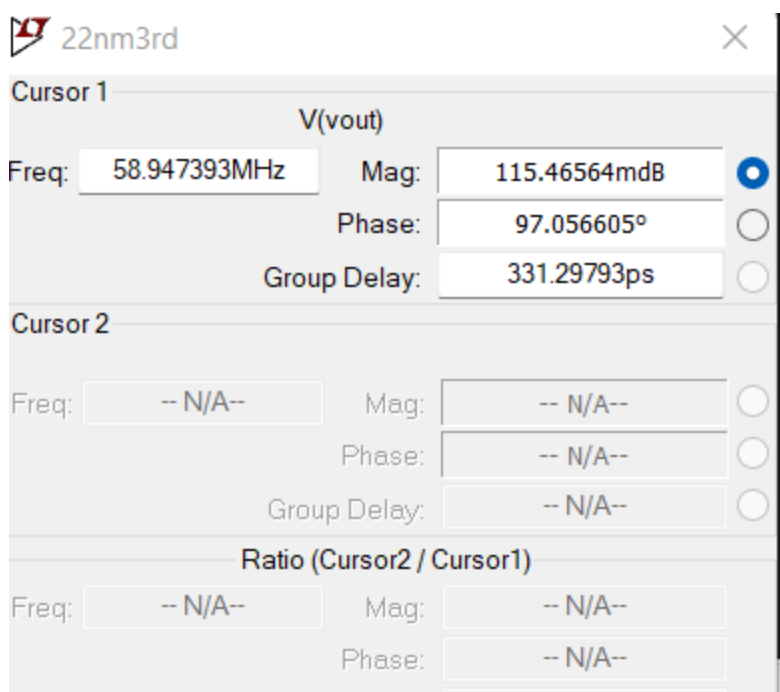 22nm3rd
Cursor 1
V(vout)
Freq: 58.947393MHz Mag: 115.46564mdB
Phase: 97.056605º
Group Delay: 331.29793ps
Cursor 2
Freq: -- N/A-- Mag: -- N/A--
Phase: -- N/A--
Group Delay: -- N/A--
Ratio (Cursor2 / Cursor1)
Freq: -- N/A-- Mag: -- N/A--
Phase: -- N/A--